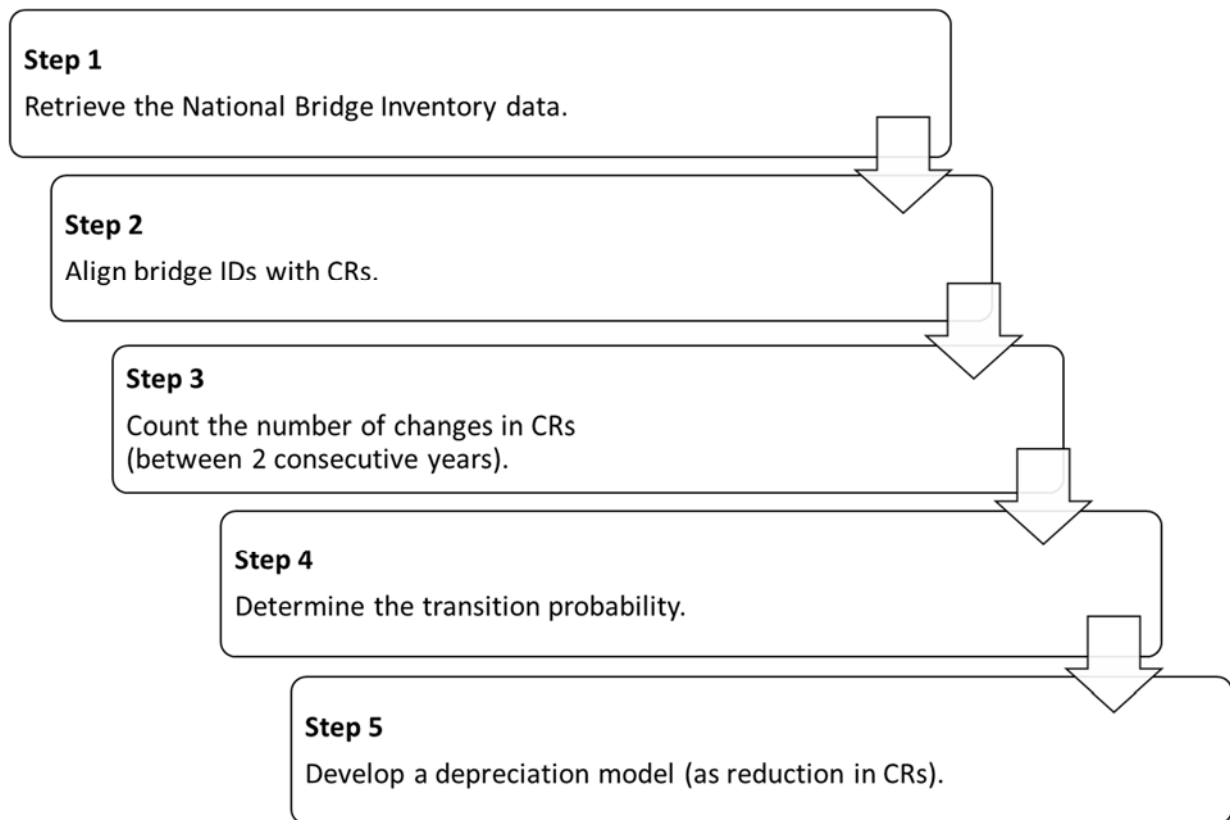 Step 1
Retrieve the National Bridge Inventory data.
Step 2
Align bridge IDs with CRs.
Step 3
Count the number of changes in CRs
(between 2 consecutive years).
Step 4
Determine the transition probability.
Step 5
Develop a depreciation model (as reduction in CRs).